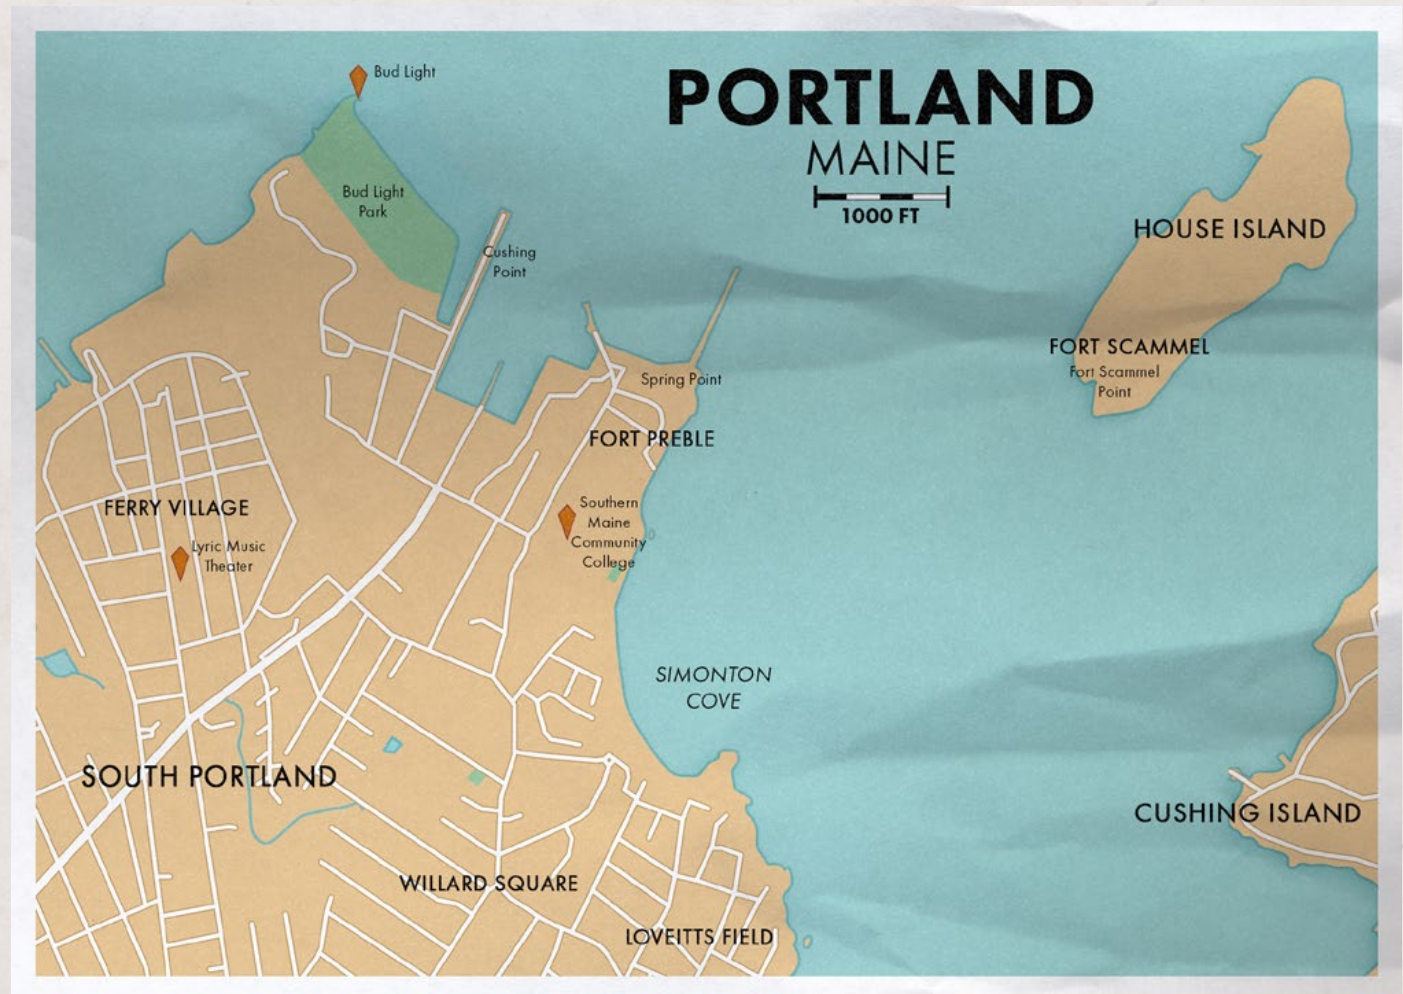 Bud Light
PORTLAND
MAINE
1000 FT
Bud Light
Park
Cushing
Point
HOUSE ISLAND
FORT SCAMMEL
Fort Scammel
Point
Spring Point
FORT PREBLE
FERRY VILLAGE
Southern
Maine
Community
College
Lyric Music
Theater
SIMONTON
COVE
SOUTH PORTLAND
CUSHING ISLAND
WILLARD SQUARE
LOVEITTS FIELD